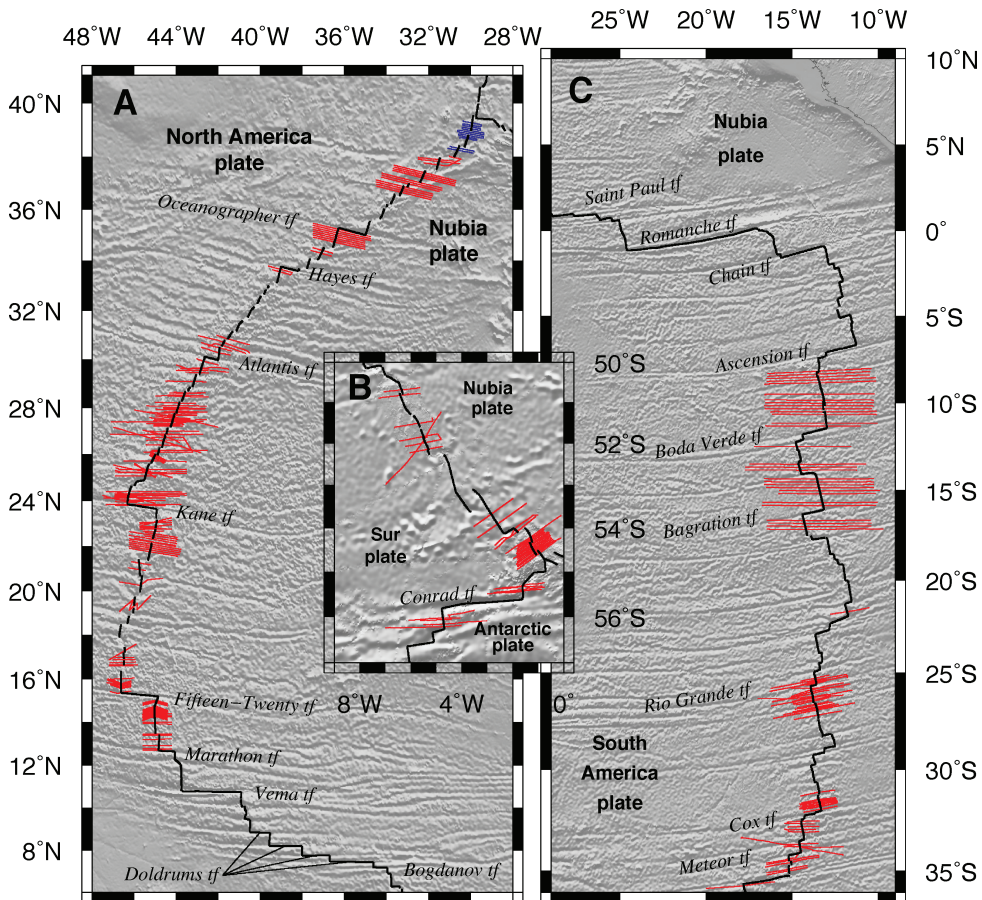 48°W 44°W 40°W 36°W 32°W 28°W
25°W 20°W 15°W 10°W
A
North America
plate
Oceanographer tf
Nubia
plate
Hayes tf
Atlantis tf
Kane tf
Fifteen-Twenty tf
Marathon tf
Vema tf
Doldrums tf
Bogdanov tf
40°N
36°N
32°N
28°N
24°N
20°N
16°N
12°N
8°N
B
Nubia
plate
Sur
plate
Conrad tf
Antarctic
plate
50°S
52°S
54°S
56°S
8°W 4°W 0°
C
Nubia
plate
Saint Paul tf
Romanche tf
Chain tf
Ascension tf
Boda Verde tf
Bagration tf
Rio Grande tf
South
America
plate
Cox tf
Meteor tf
10°N
5°N
0°
5°S
10°S
15°S
20°S
25°S
30°S
35°S